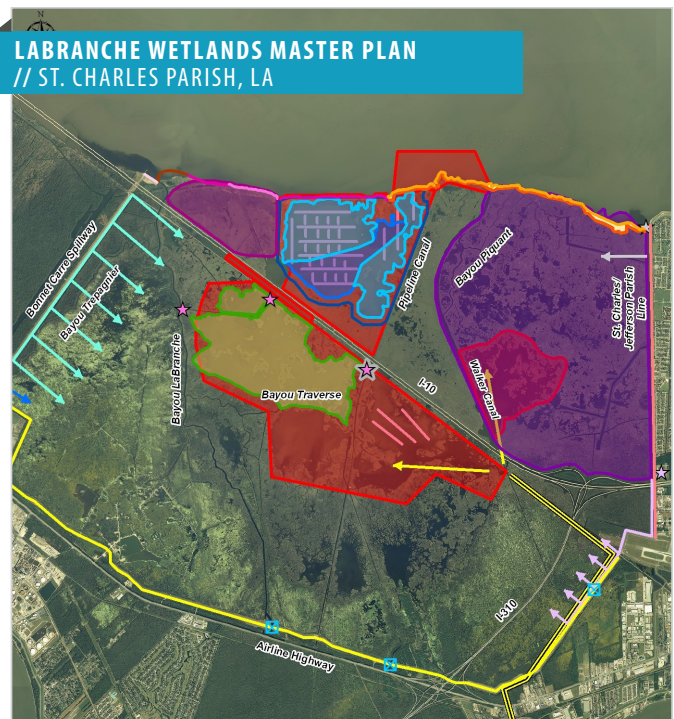 N
LABRANCHE WETLANDS MASTER PLAN
// ST. CHARLES PARISH, LA
Bonnet Carre Spillway
Bayou Trepagnier
Bayou LaBranche
Bayou Traverse
Pipeline Canal
I-10
Bayou Piquant
Walker Canal
St. Charles/
Jefferson Parish
Line
I-310
Airline Highway